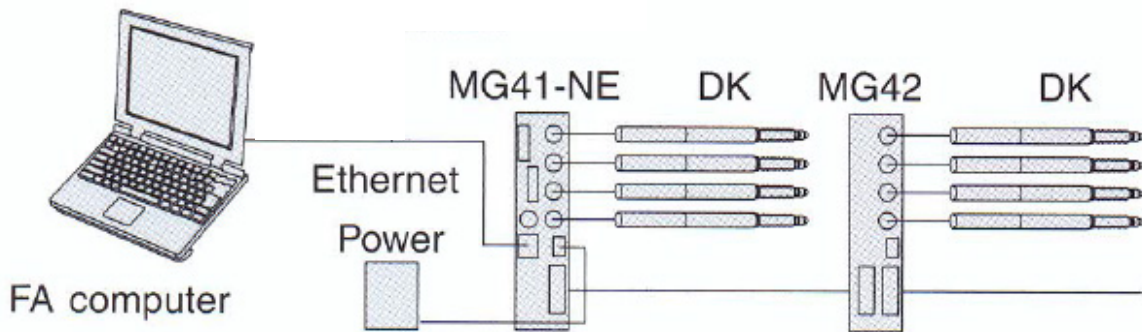 MG41-NE DK MG42 DK
Ethernet
Power
FA computer